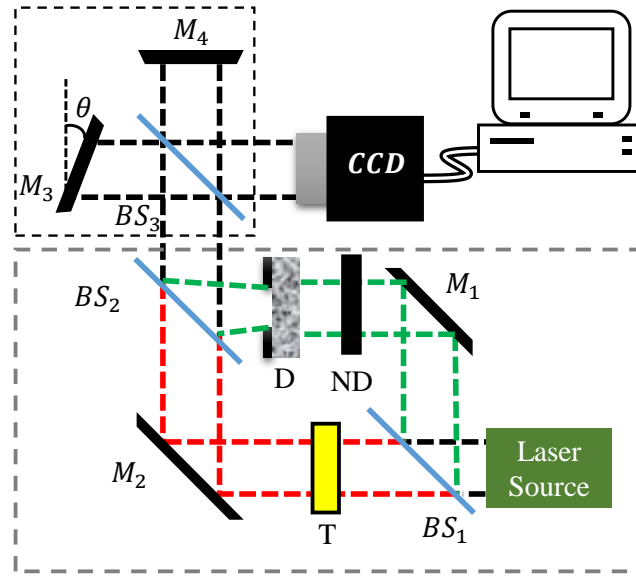 M₄
θ
M₃
BS₃
CCD
BS₂
M₁
D
ND
M₂
T
BS₁
Laser
Source